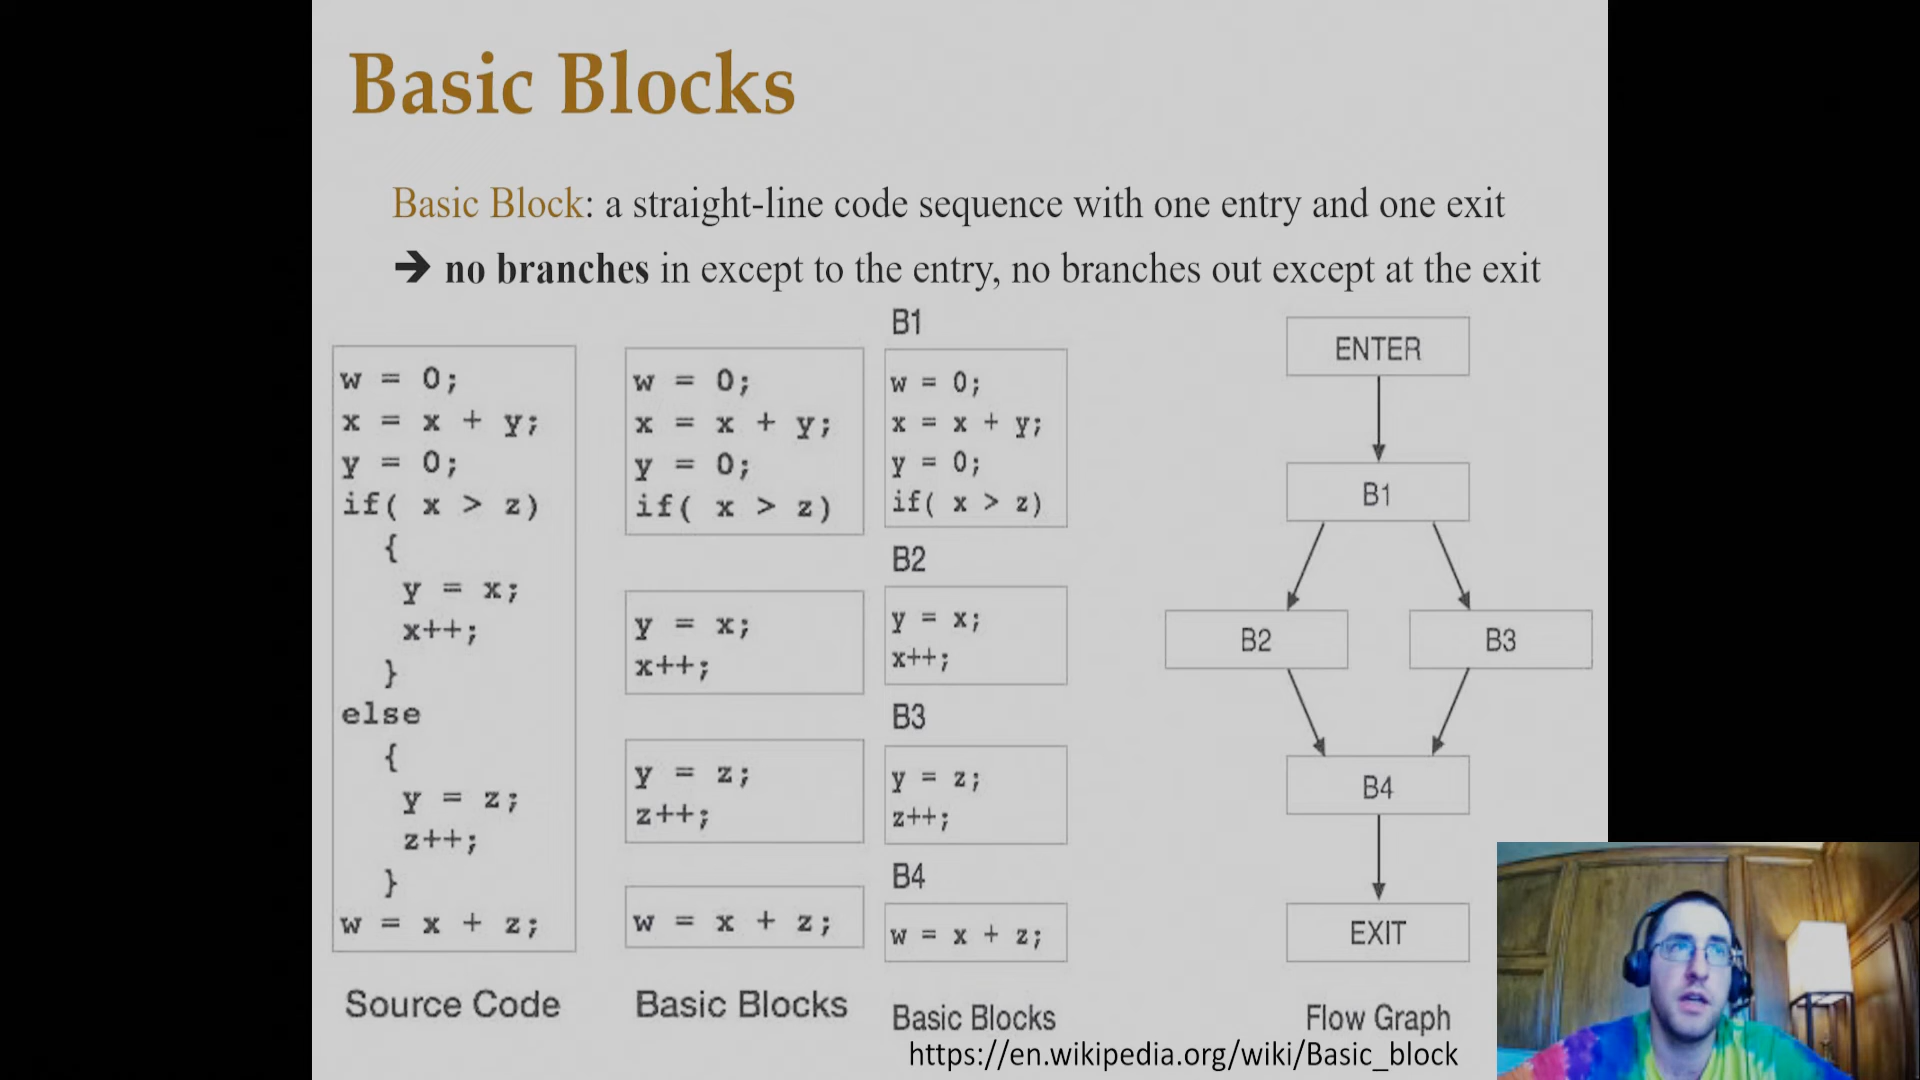 Basic Blocks
Basic Block: a straight-line code sequence with one entry and one exit
➔ no branches in except to the entry, no branches out except at the exit
w = 0;
x = x + y;
y = 0;
if( x > z)
{
y = x;
x++;
}
else
{
y = z;
z++;
}
w = x + z;
Source Code
w = 0;
x = x + y;
y = 0;
if( x > z)
y = x;
x++;
y = z;
z++;
w = x + z;
Basic Blocks
B1
w = 0;
x = x + y;
y = 0;
if( x > z)
B2
y = x;
x++;
B3
y = z;
z++;
B4
w = x + z;
Basic Blocks
ENTER
B1
B2
B3
B4
EXIT
Flow Graph
https://en.wikipedia.org/wiki/Basic_block